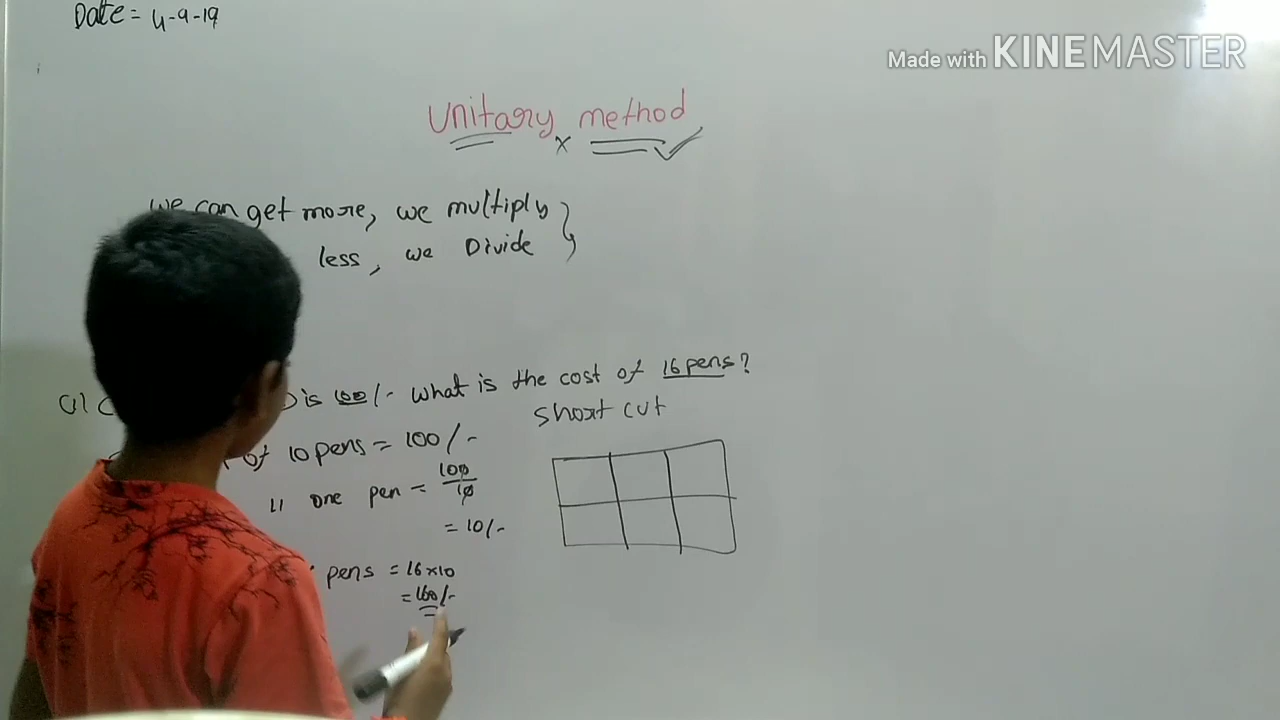 Date = 4-9-19
Made with KINEMASTER
Unitary method
x
we can get more, we multiply
less, we Divide
(1) is 100/- what is the cost of 16 pens?
short cut
of 10 pens = 100/-
11 one pen = 100/10
= 10/-
pens = 16×10
= 160/-